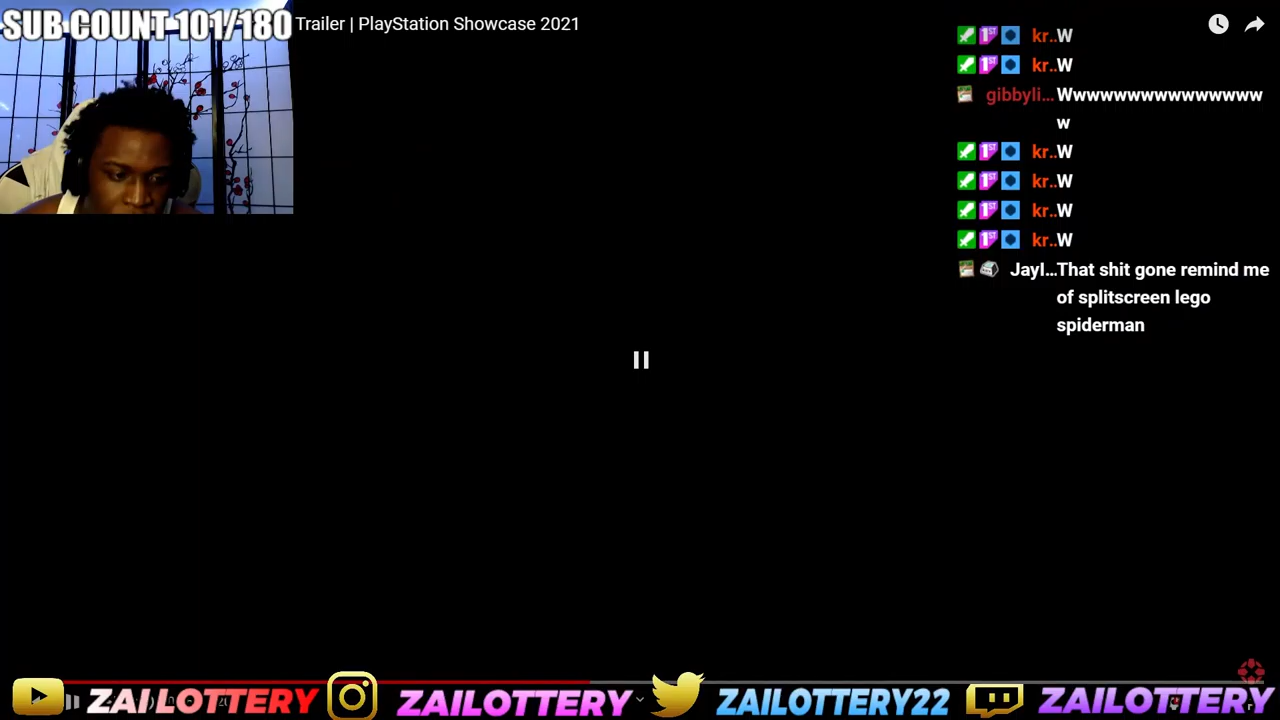 SUB COUNT 101/180
Trailer | PlayStation Showcase 2021
kr..W
kr..W
gibbyli...Wwwwwwwwwwwwwww
w
kr..W
kr..W
kr..W
kr..W
Jayl...That shit gone remind me
of splitscreen lego
spiderman
ZAILOTTERY
ZAILOTTERY
ZAILOTTERY22
ZAILOTTERY